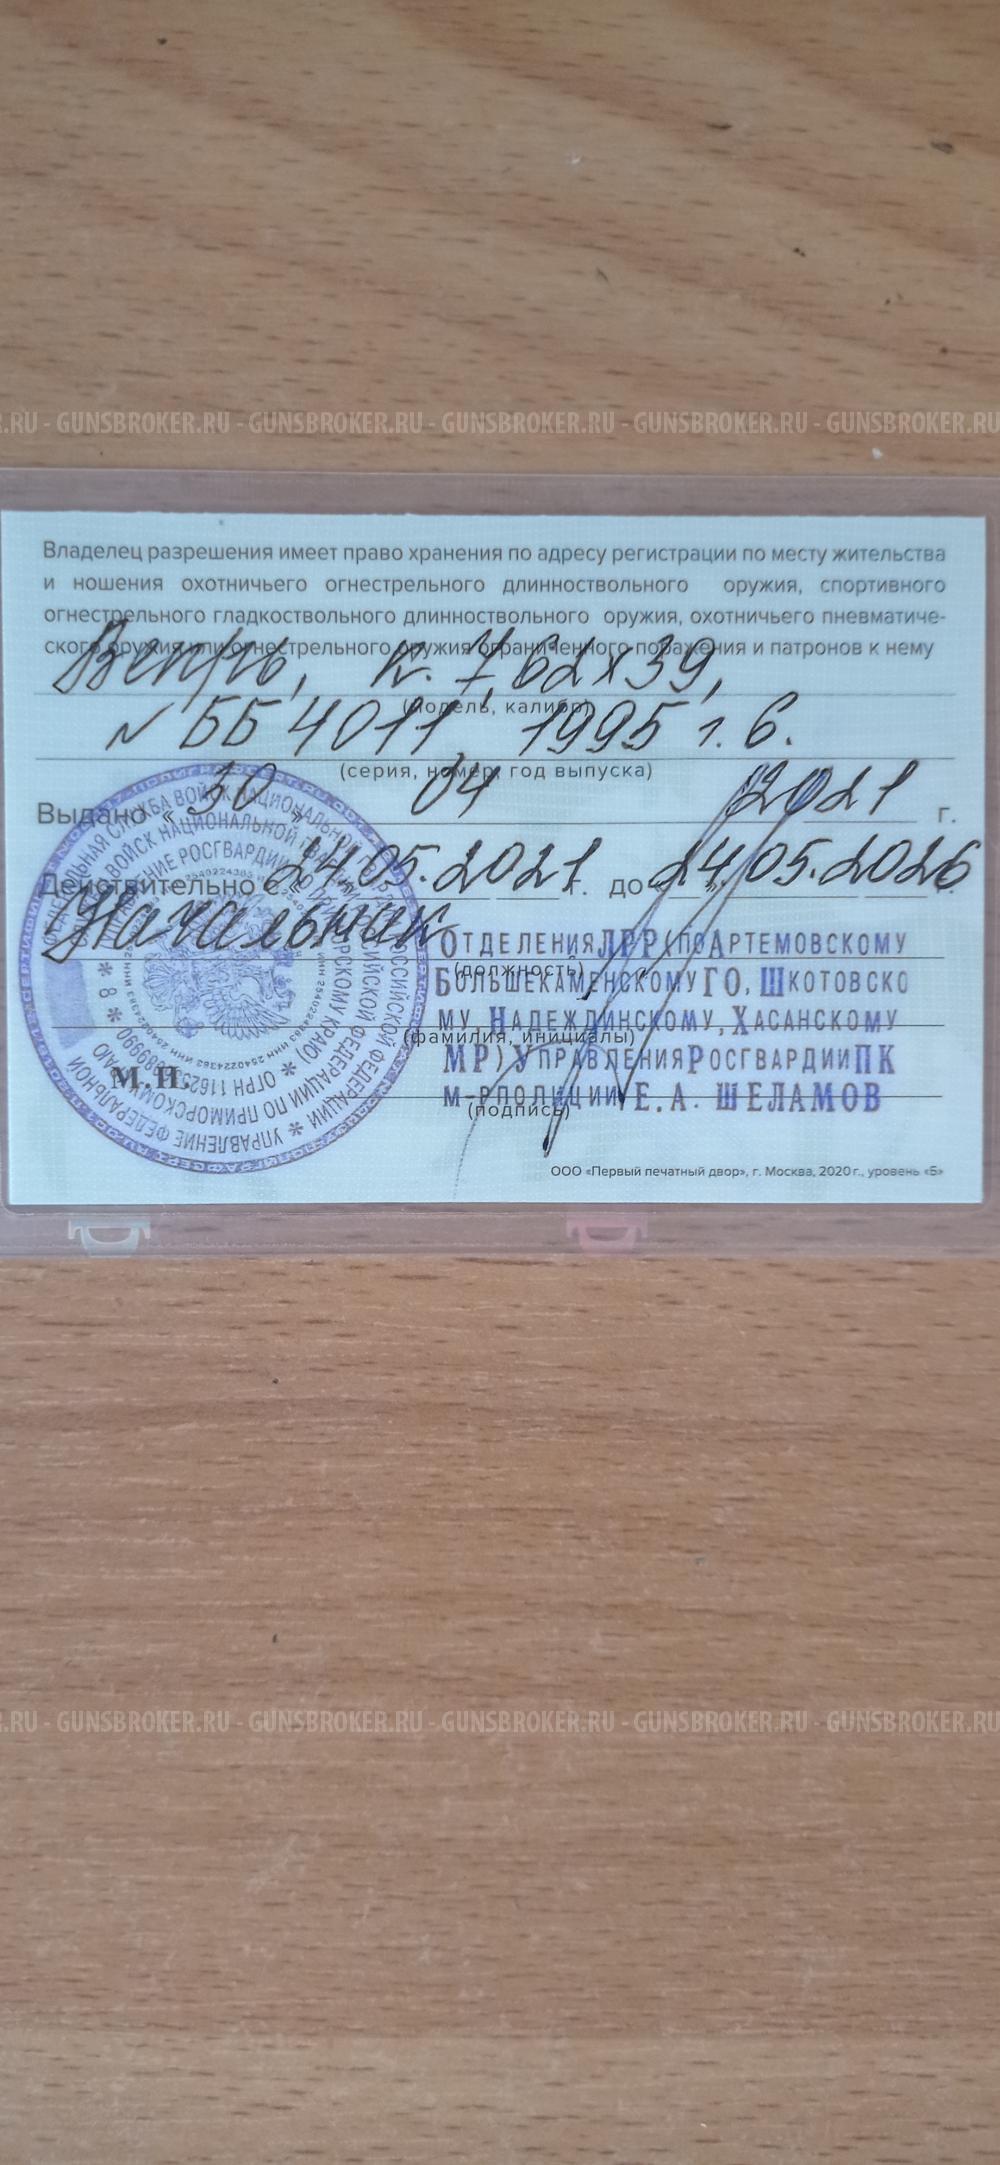 .RU - GUNSBROKER.RU - GUNSBROKER.RU - GUNSBROKER.RU - GUNSBROKER.RU - GUNSBROKER.RU
Владелец разрешения имеет право хранения по адресу регистрации по месту жительства
и ношения охотничьего огнестрельного длинноствольного оружия, спортивного
огнестрельного гладкоствольного длинноствольного оружия, охотничьего пневматиче-
ского оружия или огнестрельного оружия ограниченного поражения и патронов к нему
Вепрь, к. 7,62х39,
(модель, калибр)
№ ББ 4011, 1995 г.в.
(серия, номер, год выпуска)
Выдано « 30 » 04 2021 г.
Действительно с « 24.05.2021 г. до « 24.05.2026
Начальник
ОТДЕЛЕНИЯ ЛРР (ПО АРТЕМОВСКОМУ
(должность)
БОЛЬШЕКАМЕНСКОМУ ГО, ШКОТОВСКО
МУ, НАДЕЖДИНСКОМУ, ХАСАНСКОМУ
(фамилия, инициалы)
МР) УПРАВЛЕНИЯ РОСГВАРДИИ ПК
М.П.
М-Р ПОЛИЦИИ Е.А. ШЕЛАМОВ
(подпись)
ООО «Первый печатный двор», г. Москва, 2020 г., уровень «Б»
.RU - GUNSBROKER.RU - GUNSBROKER.RU - GUNSBROKER.RU - GUNSBROKER.RU - GUNSBROKER.RU